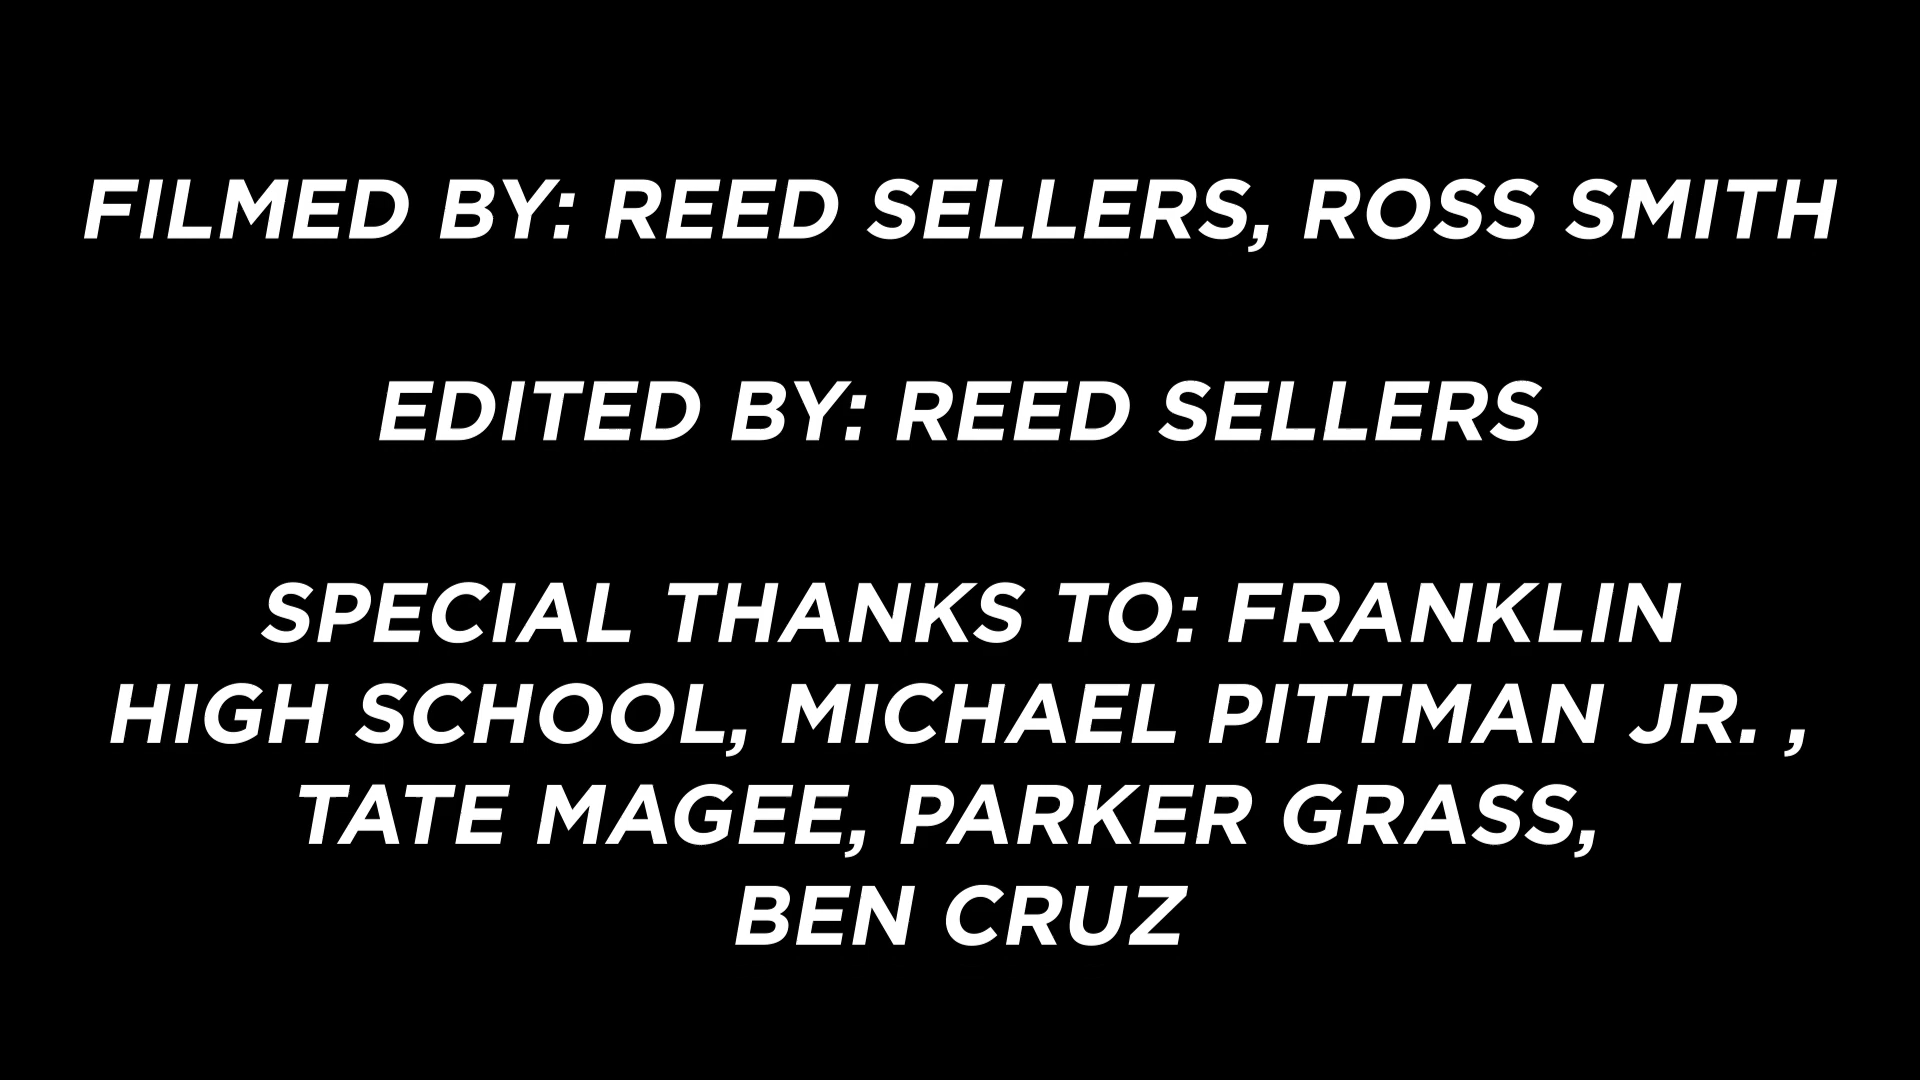 FILMED BY: REED SELLERS, ROSS SMITH
EDITED BY: REED SELLERS
SPECIAL THANKS TO: FRANKLIN
HIGH SCHOOL, MICHAEL PITTMAN JR. ,
TATE MAGEE, PARKER GRASS,
BEN CRUZ